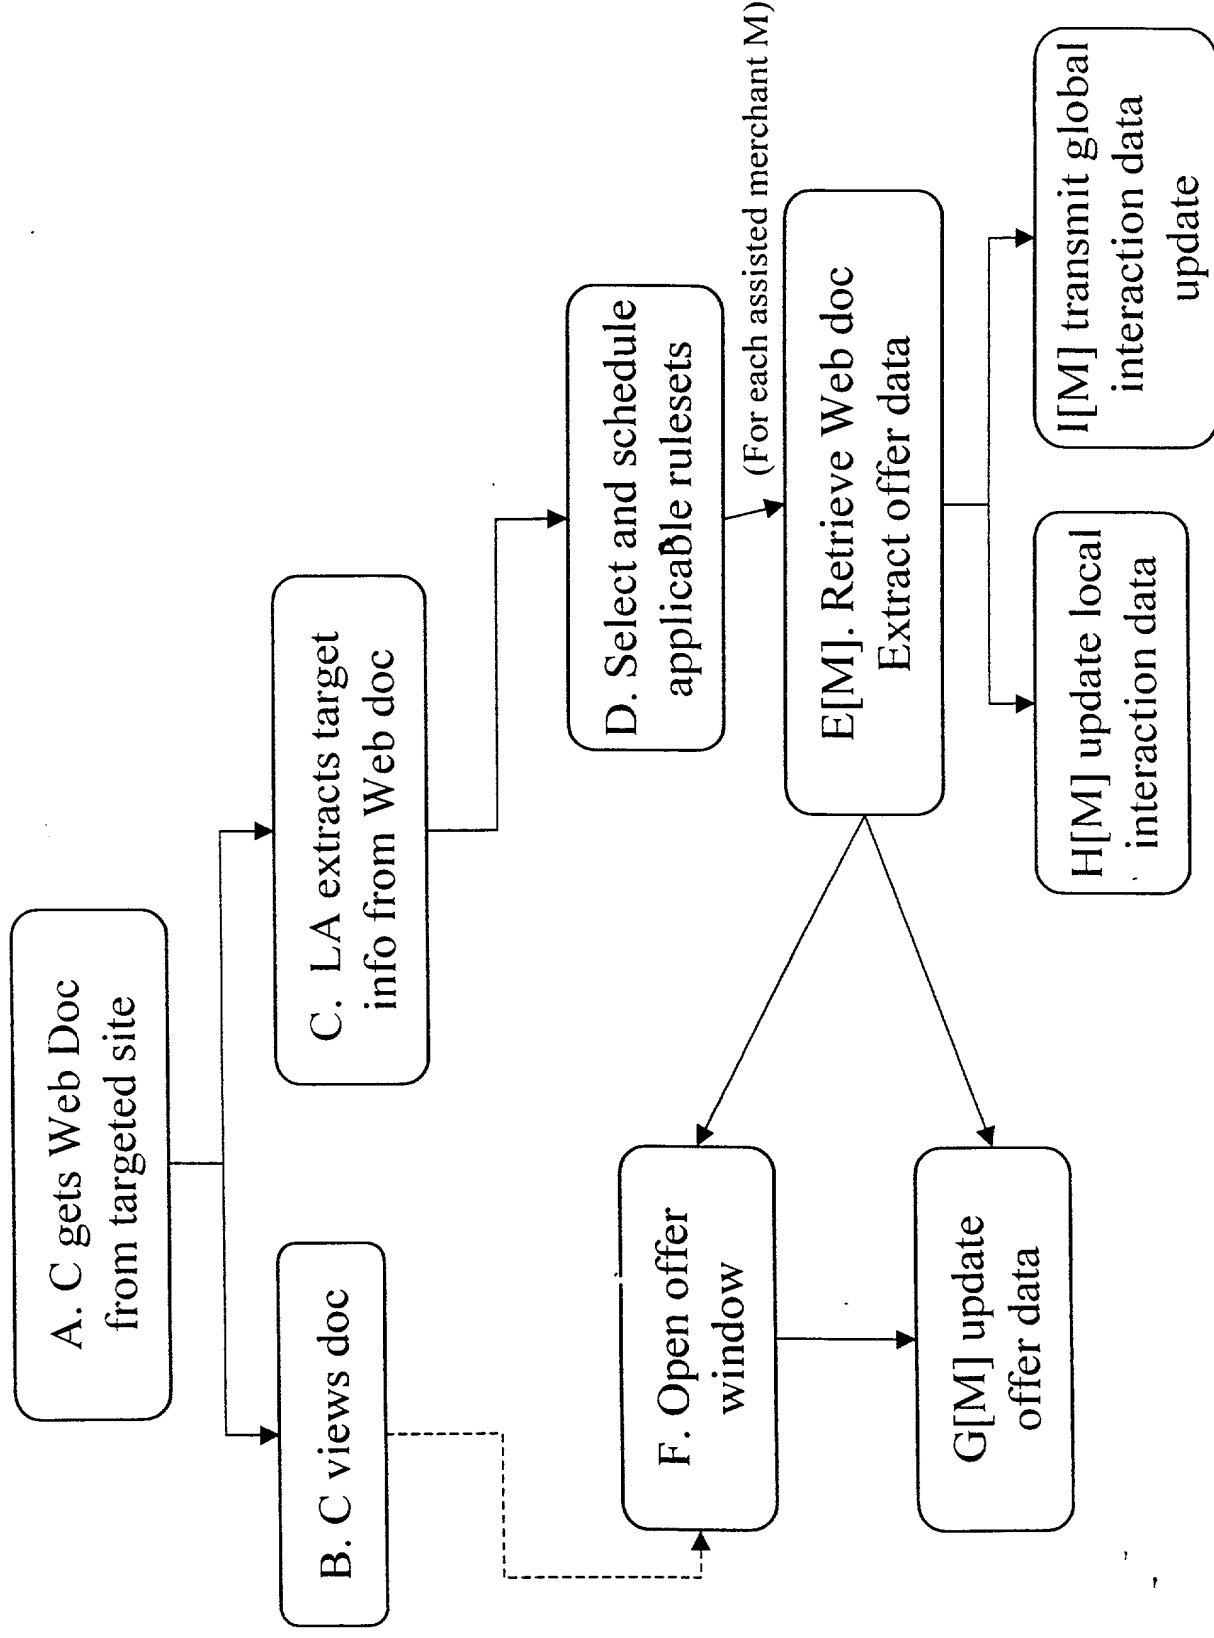 A. C gets Web Doc
from targeted site
B. C views doc
C. LA extracts target
info from Web doc
D. Select and schedule
applicable rulesets
(For each assisted merchant M)
E[M]. Retrieve Web doc
Extract offer data
F. Open offer
window
G[M] update
offer data
H[M] update local
interaction data
I[M] transmit global
interaction data
update